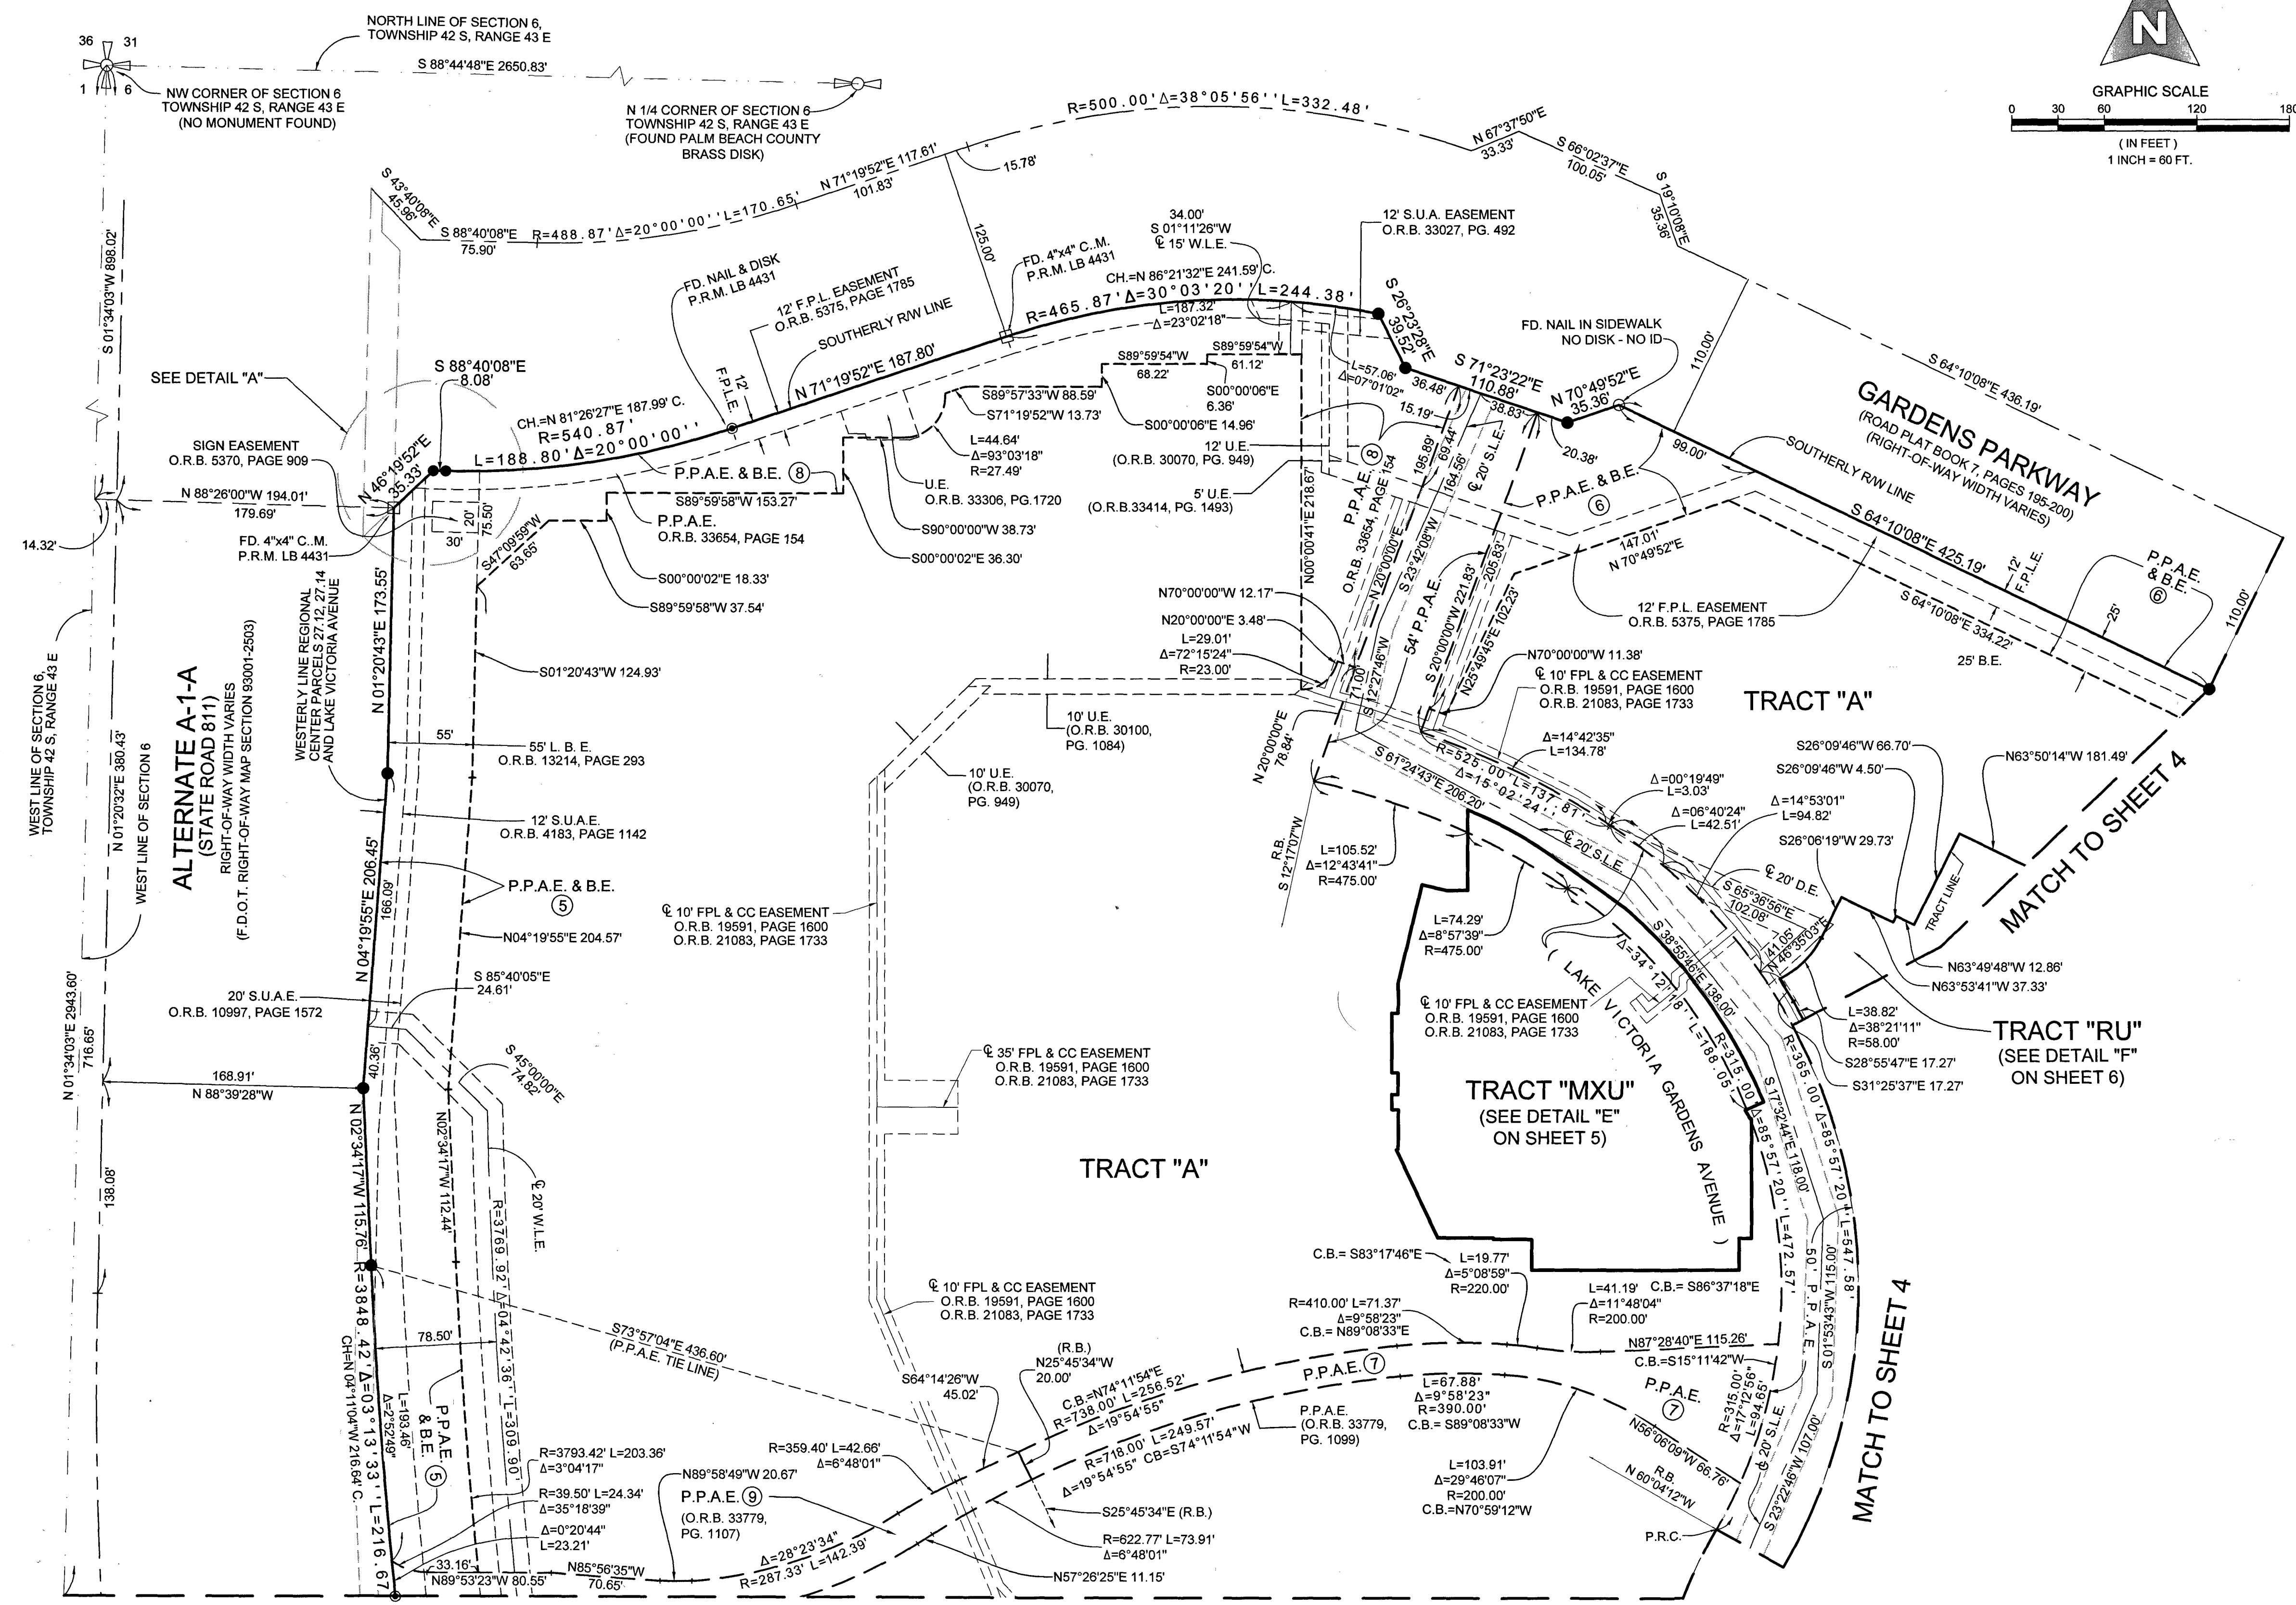 NORTH LINE OF SECTION 6,
TOWNSHIP 42 S, RANGE 43 E
S 88°44'48"E 2650.83'
36 31
1 6
NW CORNER OF SECTION 6
TOWNSHIP 42 S, RANGE 43 E
(NO MONUMENT FOUND)
N 1/4 CORNER OF SECTION 6
TOWNSHIP 42 S, RANGE 43 E
(FOUND PALM BEACH COUNTY
BRASS DISK)
N
GRAPHIC SCALE
0 30 60 120 180
( IN FEET )
1 INCH = 60 FT.
R=500.00' Δ=38°05'56'' L=332.48'
N 67°37'50"E
33.33'
S 66°02'37"E
100.05'
S 19°10'08"E
35.36'
S 43°40'08"E
45.96'
S 88°40'08"E
75.90'
R=488.87' Δ=20°00'00'' L=170.65'
N 71°19'52"E 117.61'
101.83'
15.78'
125.00'
S 01°34'03"W 898.02'
SEE DETAIL "A"
S 88°40'08"E
8.08'
SIGN EASEMENT
O.R.B. 5370, PAGE 909
N 46°19'52"E
35.33'
N 88°26'00"W 194.01'
179.69'
14.32'
FD. 4"x4" C..M.
P.R.M. LB 4431
30'
20'
75.50'
CH.=N 81°26'27"E 187.99' C.
R=540.87'
L=188.80' Δ=20°00'00''
FD. NAIL & DISK
P.R.M. LB 4431
12'
F.P.L.E.
12' F.P.L. EASEMENT
O.R.B. 5375, PAGE 1785
SOUTHERLY R/W LINE
N 71°19'52"E 187.80'
FD. 4"x4" C..M.
P.R.M. LB 4431
CH.=N 86°21'32"E 241.59' C.
R=465.87' Δ=30°03'20'' L=244.38'
L=187.32'
Δ=23°02'18"
34.00'
S 01°11'26"W
℄ 15' W.L.E.
12' S.U.A. EASEMENT
O.R.B. 33027, PG. 492
S 26°23'28"E
39.52'
S 71°23'22"E
110.88'
36.48'
38.83'
15.19'
L=57.06'
Δ=07°01'02"
N 70°49'52"E
35.36'
20.38'
FD. NAIL IN SIDEWALK
NO DISK - NO ID
110.00'
99.00'
S 64°10'08"E 436.19'
GARDENS PARKWAY
(ROAD PLAT BOOK 7, PAGES 195-200)
(RIGHT-OF-WAY WIDTH VARIES)
SOUTHERLY R/W LINE
S 64°10'08"E 425.19'
12'
F.P.L.E.
25'
P.P.A.E.
& B.E.
6
110.00'
S 64°10'08"E 334.22'
25' B.E.
P.P.A.E. & B.E. 8
S89°59'58"W 153.27'
P.P.A.E.
O.R.B. 33654, PAGE 154
S47°09'59"W
63.65'
S00°00'02"E 18.33'
S89°59'58"W 37.54'
U.E.
O.R.B. 33306, PG.1720
S90°00'00"W 38.73'
S00°00'02"E 36.30'
L=44.64'
Δ=93°03'18"
R=27.49'
S71°19'52"W 13.73'
S89°57'33"W 88.59'
S00°00'06"E 14.96'
S89°59'54"W
68.22'
S89°59'54"W
61.12'
S00°00'06"E
6.36'
12' U.E.
(O.R.B. 30070, PG. 949)
5' U.E.
(O.R.B.33414, PG. 1493)
N00°00'41"E 218.67'
P.P.A.E. 8
O.R.B. 33654, PAGE 154
195.89'
69.44'
164.56'
N 20°00'00"E
S 23°42'08"W
℄ 20' S.L.E.
54' P.P.A.E.
P.P.A.E. & B.E.
6
S 20°00'00"W 221.83'
205.83'
N25°49'45"E 102.23'
147.01'
N 70°49'52"E
12' F.P.L. EASEMENT
O.R.B. 5375, PAGE 1785
N70°00'00"W 12.17'
N20°00'00"E 3.48'
L=29.01'
Δ=72°15'24"
R=23.00'
71.00'
S 12°27'46"W
N70°00'00"W 11.38'
℄ 10' FPL & CC EASEMENT
O.R.B. 19591, PAGE 1600
O.R.B. 21083, PAGE 1733
TRACT "A"
WEST LINE OF SECTION 6,
TOWNSHIP 42 S, RANGE 43 E
N 01°20'32"E 380.43'
WEST LINE OF SECTION 6
ALTERNATE A-1-A
(STATE ROAD 811)
RIGHT-OF-WAY WIDTH VARIES
(F.D.O.T. RIGHT-OF-WAY MAP SECTION 93001-2503)
WESTERLY LINE REGIONAL
CENTER PARCELS 27.12, 27.14
AND LAKE VICTORIA AVENUE
N 01°20'43"E 173.55'
S01°20'43"W 124.93'
55'
55' L. B. E.
O.R.B. 13214, PAGE 293
12' S.U.A.E.
O.R.B. 4183, PAGE 1142
N 04°19'55"E 206.45'
166.09'
P.P.A.E. & B.E.
5
N04°19'55"E 204.57'
S 85°40'05"E
24.61'
20' S.U.A.E.
O.R.B. 10997, PAGE 1572
40.36'
S 45°00'00"E
74.82'
168.91'
N 88°39'28"W
N 01°34'03"E 2943.60'
716.65'
138.08'
N02°34'17"W 115.76'
N02°34'17"W 112.44'
℄ 20' W.L.E.
R=3769.92' Δ=04°42'36'' L=309.90'
R=3848.42' Δ=03°13'33'' L=216.67'
CH=N 04°11'04"W 216.64' C.
78.50'
L=193.46'
Δ=2°52'49"
P.P.A.E.
& B.E. 5
S73°57'04"E 436.60'
(P.P.A.E. TIE LINE)
R=3793.42' L=203.36'
Δ=3°04'17"
R=39.50' L=24.34'
Δ=35°18'39"
Δ=0°20'44"
L=23.21'
33.16'
N89°53'23"W 80.55'
N85°56'35"W
70.65'
N89°58'49"W 20.67'
P.P.A.E. 9
(O.R.B. 33779,
PG. 1107)
Δ=28°23'34"
R=287.33' L=142.39'
R=359.40' L=42.66'
Δ=6°48'01"
S64°14'26"W
45.02'
(R.B.)
N25°45'34"W
20.00'
C.B.=N74°11'54"E
R=738.00' L=256.52'
Δ=19°54'55"
R=718.00' L=249.57'
Δ=19°54'55" CB=S74°11'54"W
S25°45'34"E (R.B.)
R=622.77' L=73.91'
Δ=6°48'01"
N57°26'25"E 11.15'
10' U.E.
(O.R.B. 30100,
PG. 1084)
10' U.E.
(O.R.B. 30070,
PG. 949)
℄ 10' FPL & CC EASEMENT
O.R.B. 19591, PAGE 1600
O.R.B. 21083, PAGE 1733
℄ 35' FPL & CC EASEMENT
O.R.B. 19591, PAGE 1600
O.R.B. 21083, PAGE 1733
TRACT "A"
℄ 10' FPL & CC EASEMENT
O.R.B. 19591, PAGE 1600
O.R.B. 21083, PAGE 1733
N 20°00'00"E
78.84'
R.B.
S 12°17'07"W
S 61°24'43"E 206.20'
R=525.00' L=137.81'
Δ=15°02'24''
Δ=14°42'35"
L=134.78'
Δ=00°19'49"
L=3.03'
Δ=06°40'24"
L=42.51'
Δ=14°53'01"
L=94.82'
L=105.52'
Δ=12°43'41"
R=475.00'
℄ 20' S.L.E.
L=74.29'
Δ=8°57'39"
R=475.00'
℄ 20' D.E.
S 65°36'56"E
102.08'
41.05'
N 46°35'03"E
S26°09'46"W 66.70'
S26°09'46"W 4.50'
S26°06'19"W 29.73'
N63°50'14"W 181.49'
TRACT LINE
MATCH TO SHEET 4
N63°49'48"W 12.86'
N63°53'41"W 37.33'
L=38.82'
Δ=38°21'11"
R=58.00'
S28°55'47"E 17.27'
S31°25'37"E 17.27'
TRACT "RU"
(SEE DETAIL "F"
ON SHEET 6)
℄ 10' FPL & CC EASEMENT
O.R.B. 19591, PAGE 1600
O.R.B. 21083, PAGE 1733
( LAKE VICTORIA GARDENS AVENUE )
S 38°55'46"E 138.00'
Δ=34°12'18'' L=188.05'
R=315.00'
TRACT "MXU"
(SEE DETAIL "E"
ON SHEET 5)
Δ=85°57'20'' L=472.57'
S 17°32'44"E 118.00'
R=365.00' Δ=85°57'20'' L=547.58'
S 01°53'43"W 115.00'
50' P.P.A.E
C.B.= S83°17'46"E
L=19.77'
Δ=5°08'59"
R=220.00'
L=41.19' C.B.= S86°37'18"E
Δ=11°48'04"
R=200.00'
R=410.00' L=71.37'
Δ=9°58'23"
C.B.= N89°08'33"E
N87°28'40"E 115.26'
P.P.A.E. 7
P.P.A.E.
(O.R.B. 33779,
PG. 1099)
L=67.88'
Δ=9°58'23"
R=390.00'
C.B.= S89°08'33"W
C.B.=S15°11'42"W
P.P.A.E.
7
R=315.00'
Δ=17°12'56"
L=94.65'
℄ 20' S.L.E.
N56°06'09"W 66.76'
R.B.
N 60°04'12"W
S 23°22'46"W 107.00'
L=103.91'
Δ=29°46'07"
R=200.00'
C.B.=N70°59'12"W
P.R.C.
MATCH TO SHEET 4